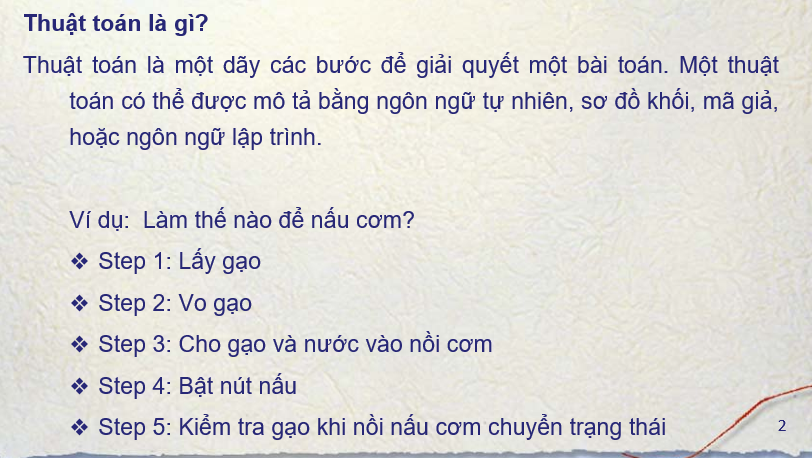 Thuật toán là gì?
Thuật toán là một dãy các bước để giải quyết một bài toán. Một thuật
toán có thể được mô tả bằng ngôn ngữ tự nhiên, sơ đồ khối, mã giả,
hoặc ngôn ngữ lập trình.
Ví dụ: Làm thế nào để nấu cơm?
❖ Step 1: Lấy gạo
❖ Step 2: Vo gạo
❖ Step 3: Cho gạo và nước vào nồi cơm
❖ Step 4: Bật nút nấu
❖ Step 5: Kiểm tra gạo khi nồi nấu cơm chuyển trạng thái
2